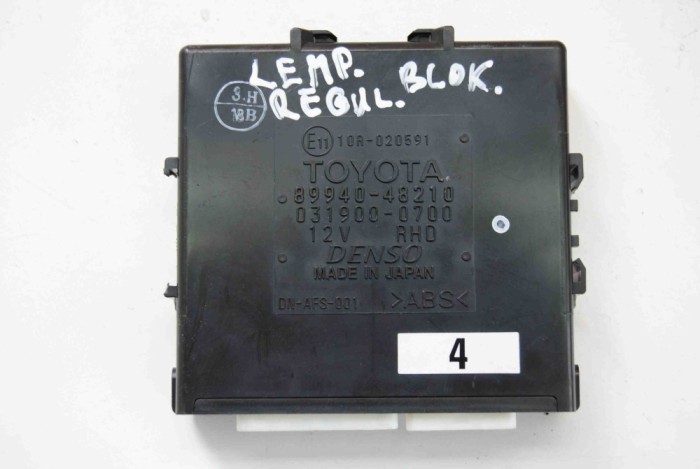 LEMP. BLOK.
REGUL.
S.H
18B
E11 10R-020591
TOYOTA
89940-48210
031900-0700
12V RHD
DENSO
MADE IN JAPAN
DN-AFS-001 >ABS<
4